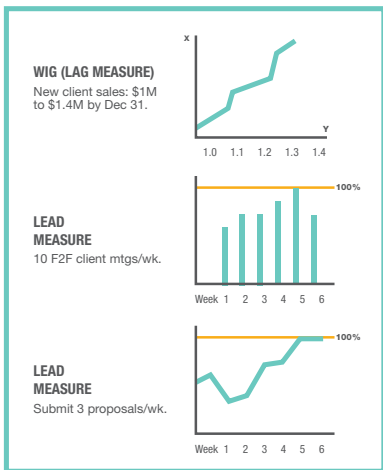 WIG (LAG MEASURE)
New client sales: $1M
to $1.4M by Dec 31.
X
Y
1.0 1.1 1.2 1.3 1.4
LEAD
MEASURE
10 F2F client mtgs/wk.
100%
Week 1 2 3 4 5 6
LEAD
MEASURE
Submit 3 proposals/wk.
100%
Week 1 2 3 4 5 6